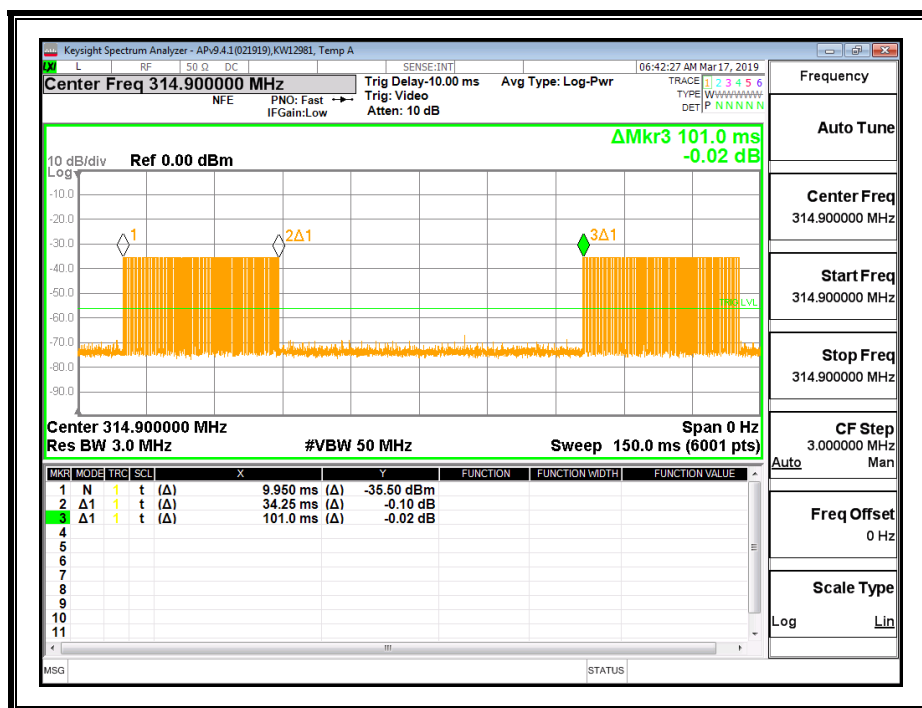 Keysight Spectrum Analyzer - APv9.4.1(021919),KW12981, Temp A
LXI L RF 50 Ω DC SENSE:INT 06:42:27 AM Mar 17, 2019
Center Freq 314.900000 MHz
NFE
PNO: Fast
IFGain:Low
Trig Delay-10.00 ms
Trig: Video
Atten: 10 dB
Avg Type: Log-Pwr
TRACE 1 2 3 4 5 6
TYPE WWWWWWW
DET P N N N N N
ΔMkr3 101.0 ms
-0.02 dB
10 dB/div Ref 0.00 dBm
Log
-10.0
-20.0
-30.0
-40.0
-50.0
-60.0
-70.0
-80.0
-90.0
1
2Δ1
3Δ1
TRIG LVL
Center 314.900000 MHz Span 0 Hz
Res BW 3.0 MHz #VBW 50 MHz Sweep 150.0 ms (6001 pts)
MKR MODE TRC SCL X Y FUNCTION FUNCTION WIDTH FUNCTION VALUE
1 N 1 t (Δ) 9.950 ms (Δ) -35.50 dBm
2 Δ1 1 t (Δ) 34.25 ms (Δ) -0.10 dB
3 Δ1 1 t (Δ) 101.0 ms (Δ) -0.02 dB
4
5
6
7
8
9
10
11
MSG STATUS
Frequency
Auto Tune
Center Freq
314.900000 MHz
Start Freq
314.900000 MHz
Stop Freq
314.900000 MHz
CF Step
3.000000 MHz
Auto Man
Freq Offset
0 Hz
Scale Type
Log Lin